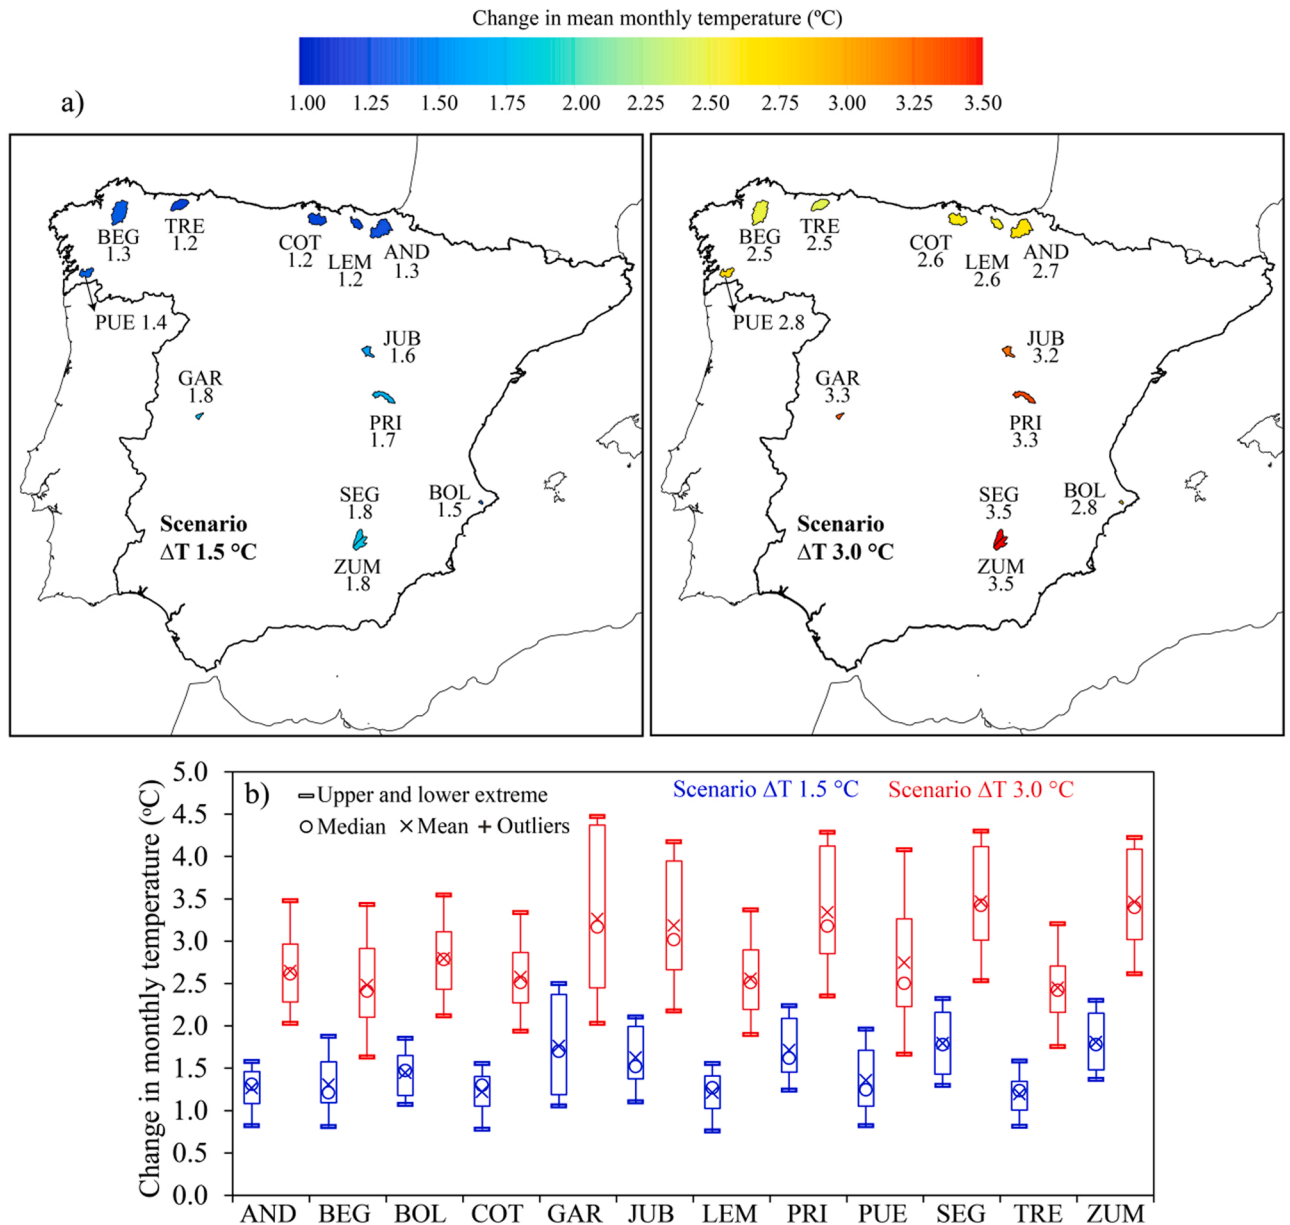 Change in mean monthly temperature (ºC)
1.00 1.25 1.50 1.75 2.00 2.25 2.50 2.75 3.00 3.25 3.50
a)
BEG
1.3
TRE
1.2
COT
1.2
LEM
1.2
AND
1.3
PUE 1.4
JUB
1.6
GAR
1.8
PRI
1.7
SEG
1.8
BOL
1.5
ZUM
1.8
Scenario
ΔT 1.5 °C
BEG
2.5
TRE
2.5
COT
2.6
LEM
2.6
AND
2.7
PUE 2.8
JUB
3.2
GAR
3.3
PRI
3.3
SEG
3.5
BOL
2.8
ZUM
3.5
Scenario
ΔT 3.0 °C
b)
Change in monthly temperature (ºC)
5.0
4.5
4.0
3.5
3.0
2.5
2.0
1.5
1.0
0.5
0.0
Upper and lower extreme
Median × Mean + Outliers
Scenario ΔT 1.5 °C Scenario ΔT 3.0 °C
AND BEG BOL COT GAR JUB LEM PRI PUE SEG TRE ZUM